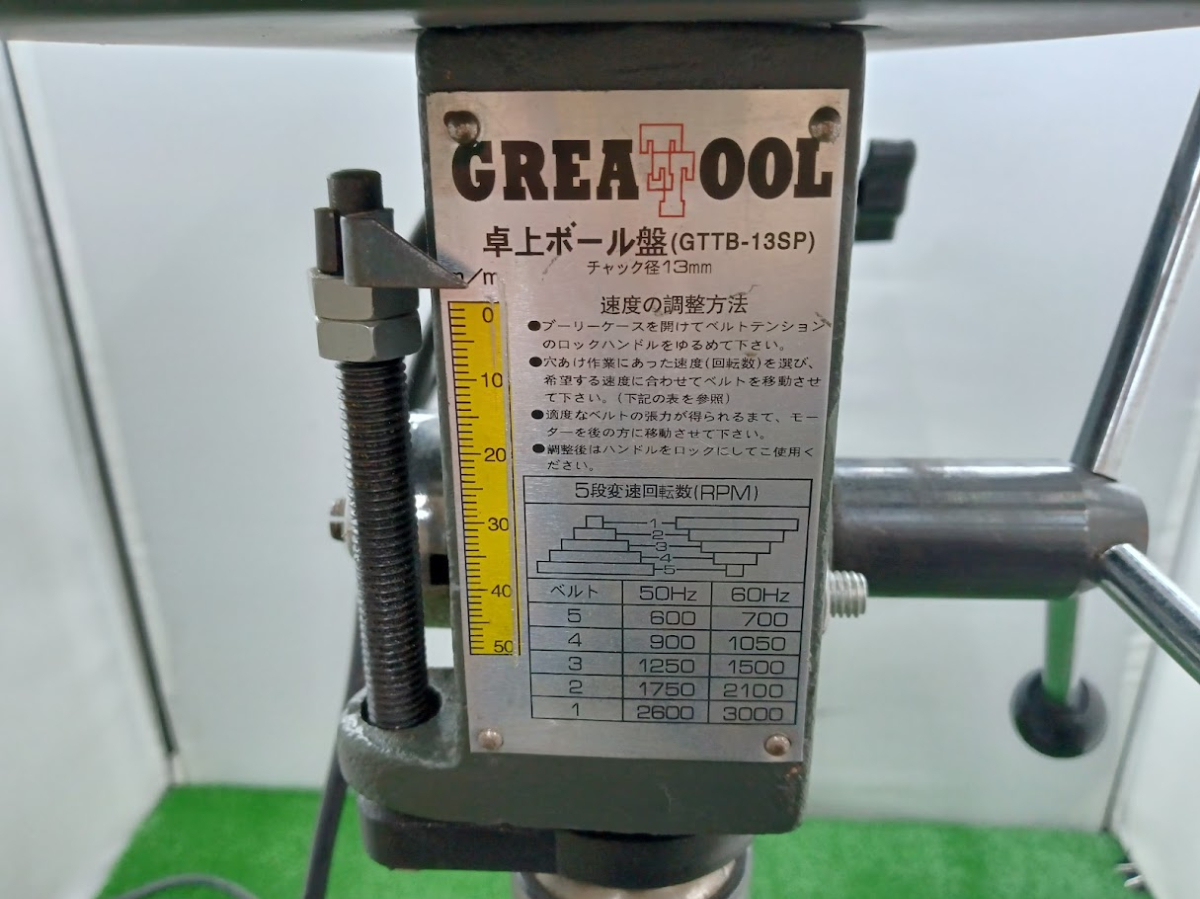 GREATOOL
卓上ボール盤(GTTB-13SP)
チャック径13mm
/m
0
10
20
30
40
50
速度の調整方法
●プーリーケースを開けてベルトテンション
のロックハンドルをゆるめて下さい。
●穴あけ作業にあった速度(回転数)を選び、
希望する速度に合わせてベルトを移動させ
て下さい。(下記の表を参照)
●適度なベルトの張力が得られるまで、モー
ターを後の方に移動させて下さい。
●調整後はハンドルをロックにしてご使用く
ださい。
5段変速回転数(RPM)
1
2
3
4
5
ベルト 50Hz 60Hz
5 600 700
4 900 1050
3 1250 1500
2 1750 2100
1 2600 3000